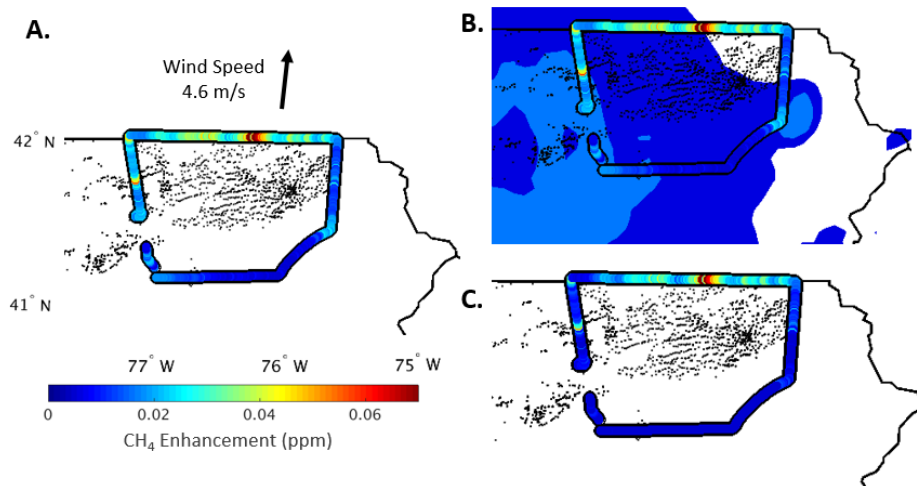 A.
Wind Speed
4.6 m/s
42° N
41° N
77° W
76° W
75° W
0
0.02
0.04
0.06
CH₄ Enhancement (ppm)
B.
C.